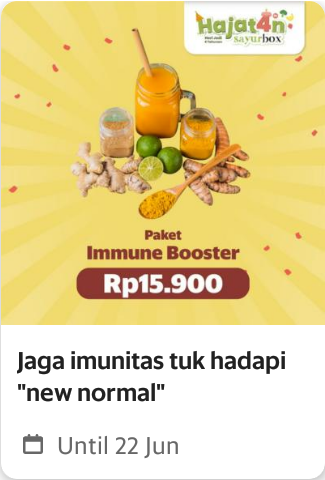 Hajat4n
sayurbox
Paket
Immune Booster
Rp15.900
Jaga imunitas tuk hadapi
"new normal"
Until 22 Jun